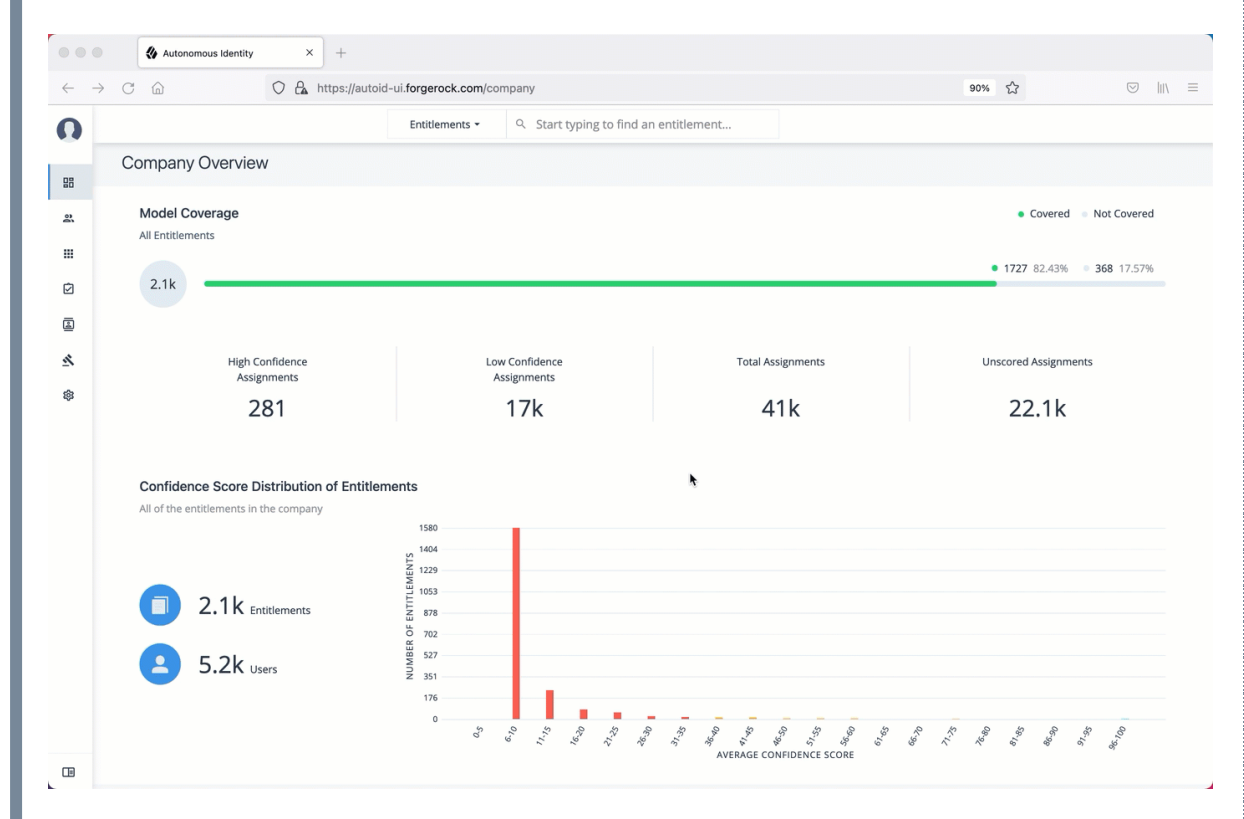 Autonomous Identity
https://autoid-ui.forgerock.com/company
90%
Entitlements
Start typing to find an entitlement...
Company Overview
Model Coverage
Covered Not Covered
All Entitlements
1727 82.43% 368 17.57%
2.1k
High Confidence
Assignments
281
Low Confidence
Assignments
17k
Total Assignments
41k
Unscored Assignments
22.1k
Confidence Score Distribution of Entitlements
All of the entitlements in the company
2.1k Entitlements
5.2k Users
NUMBER OF ENTITLEMENTS
1580
1404
1229
1053
878
702
527
351
176
0
0-5 6-10 11-15 16-20 21-25 26-30 31-35 36-40 41-45 46-50 51-55 56-60 61-65 66-70 71-75 76-80 81-85 86-90 91-95 96-100
AVERAGE CONFIDENCE SCORE